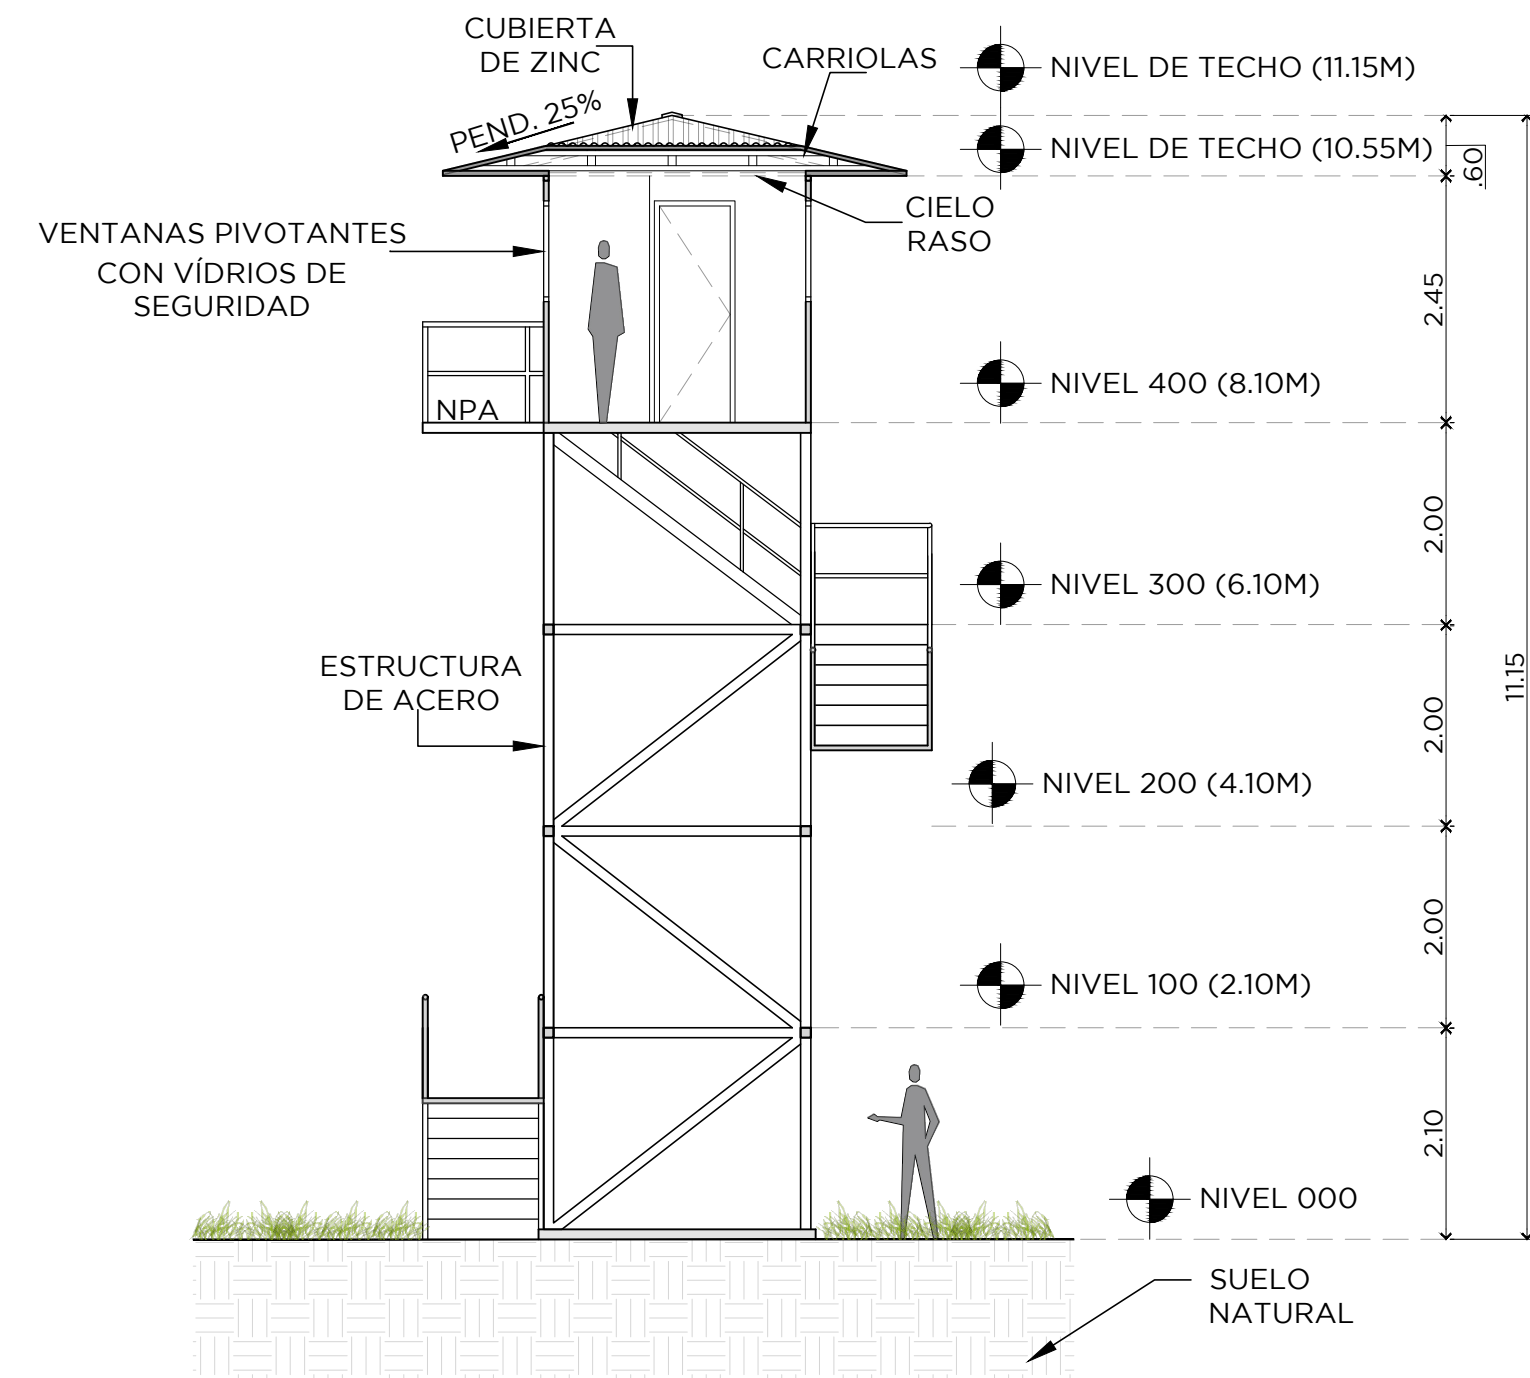 CUBIERTA
DE ZINC
CARRIOLAS
NIVEL DE TECHO (11.15M)
PEND. 25%
NIVEL DE TECHO (10.55M)
.60
CIELO
RASO
VENTANAS PIVOTANTES
CON VÍDRIOS DE
SEGURIDAD
2.45
NIVEL 400 (8.10M)
NPA
2.00
NIVEL 300 (6.10M)
ESTRUCTURA
DE ACERO
11.15
2.00
NIVEL 200 (4.10M)
2.00
NIVEL 100 (2.10M)
2.10
NIVEL 000
SUELO
NATURAL